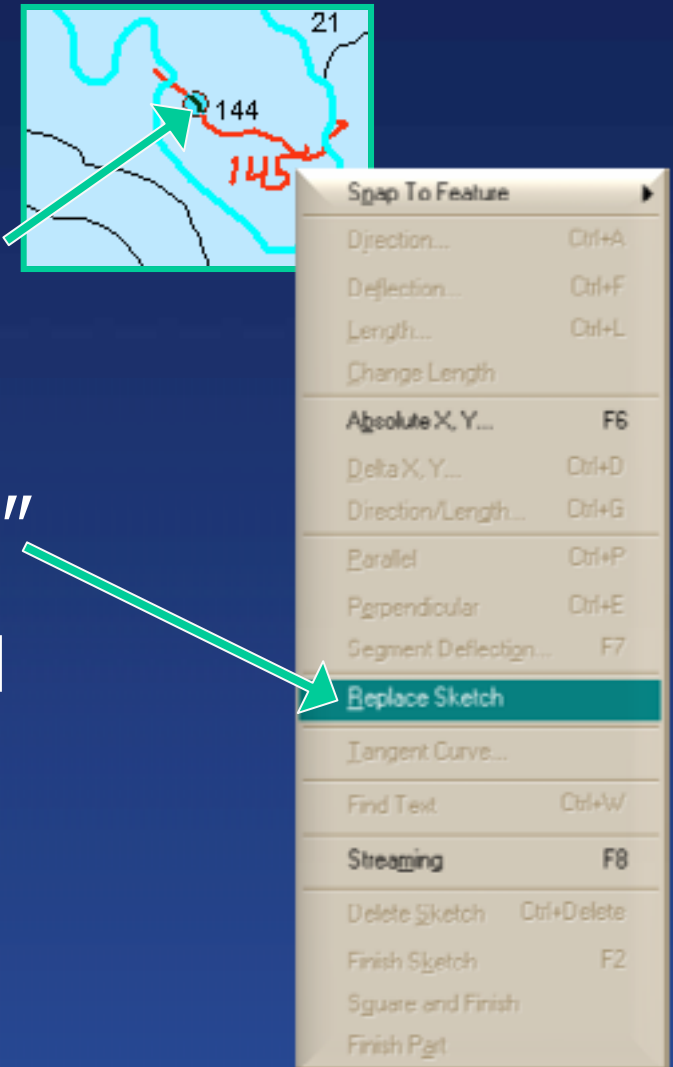 21
144
145
Snap To Feature
Direction... Ctrl+A
Deflection... Ctrl+F
Length... Ctrl+L
Change Length
Absolute X, Y... F6
Delta X, Y... Ctrl+D
Direction/Length... Ctrl+G
"
Parallel Ctrl+P
Perpendicular Ctrl+E
Segment Deflection... F7
Replace Sketch
Tangent Curve...
Find Text Ctrl+W
Streaming F8
Delete Sketch Ctrl+Delete
Finish Sketch F2
Square and Finish
Finish Part